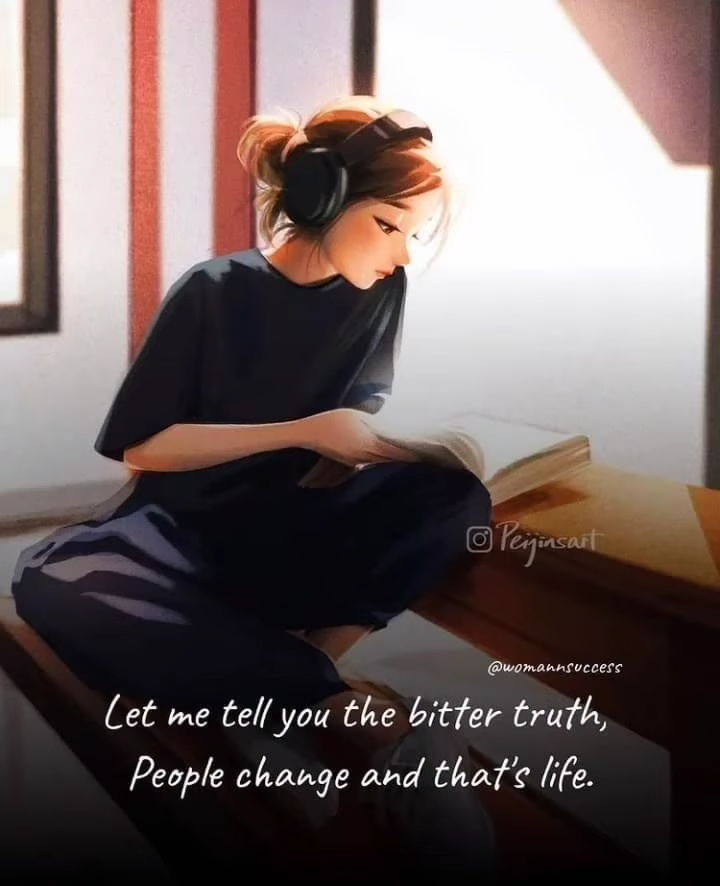 Peijinsart
@womannsuccess
Let me tell you the bitter truth,
People change and that's life.